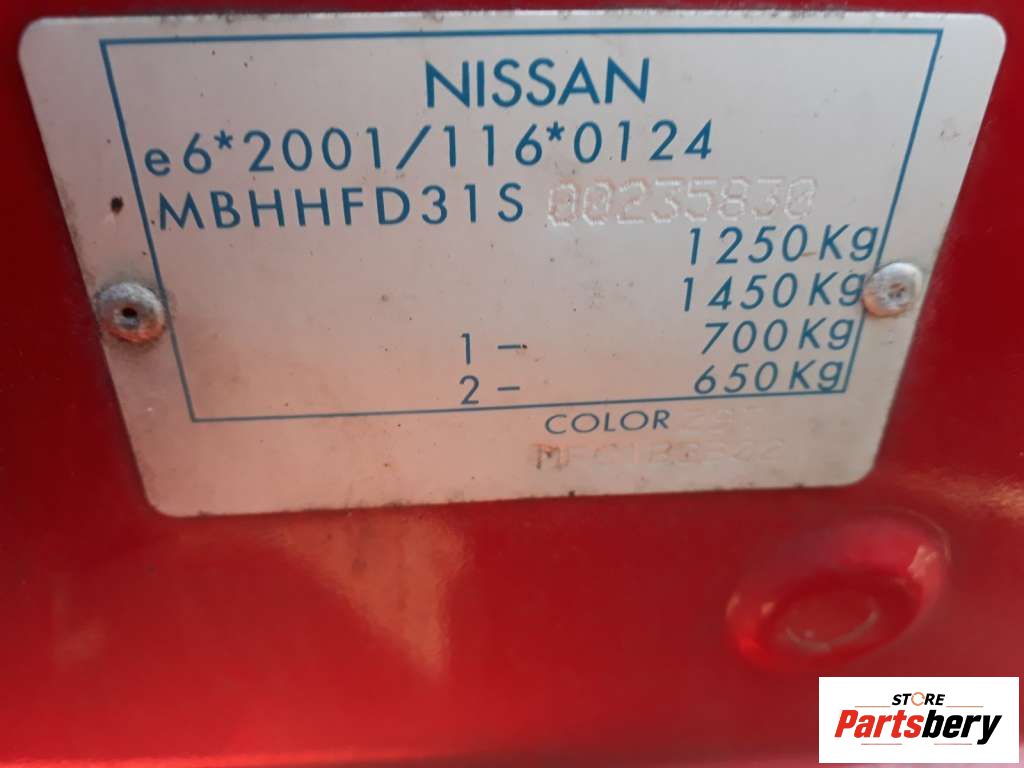 NISSAN
e6*2001/116*0124
MBHHFD31S 00235830
1250Kg
1450Kg
1 - 700Kg
2 - 650Kg
COLOR
STORE
Partsbery